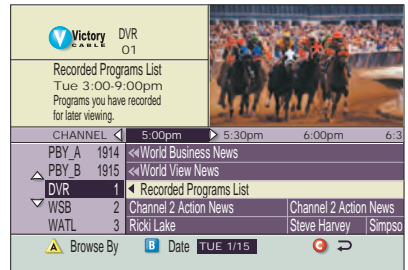 Victory CABLE DVR
01
Recorded Programs List
Tue 3:00-9:00pm
Programs you have recorded
for later viewing.
CHANNEL 5:00pm 5:30pm 6:00pm 6:3
PBY_A 1914 <<World Business News
PBY_B 1915 <<World View News
DVR 1 Recorded Programs List
WSB 2 Channel 2 Action News Channel 2 Action News
WATL 3 Ricki Lake Steve Harvey Simpso
A Browse By B Date TUE 1/15 C